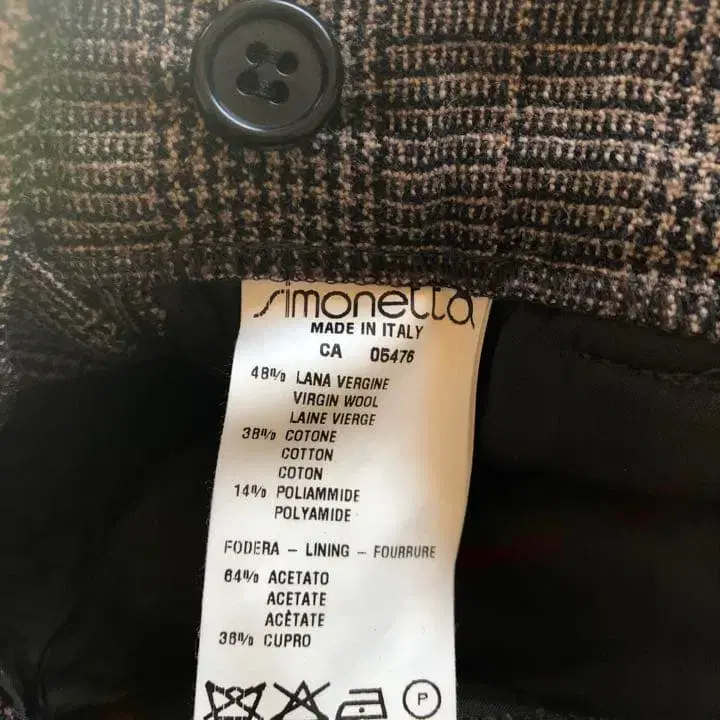 simonetta
MADE IN ITALY
CA 05476
48% LANA VERGINE
VIRGIN WOOL
LAINE VIERGE
38% COTONE
COTTON
COTON
14% POLIAMMIDE
POLYAMIDE
FODERA - LINING - FOURRURE
64% ACETATO
ACETATE
ACÈTATE
36% CUPRO
P